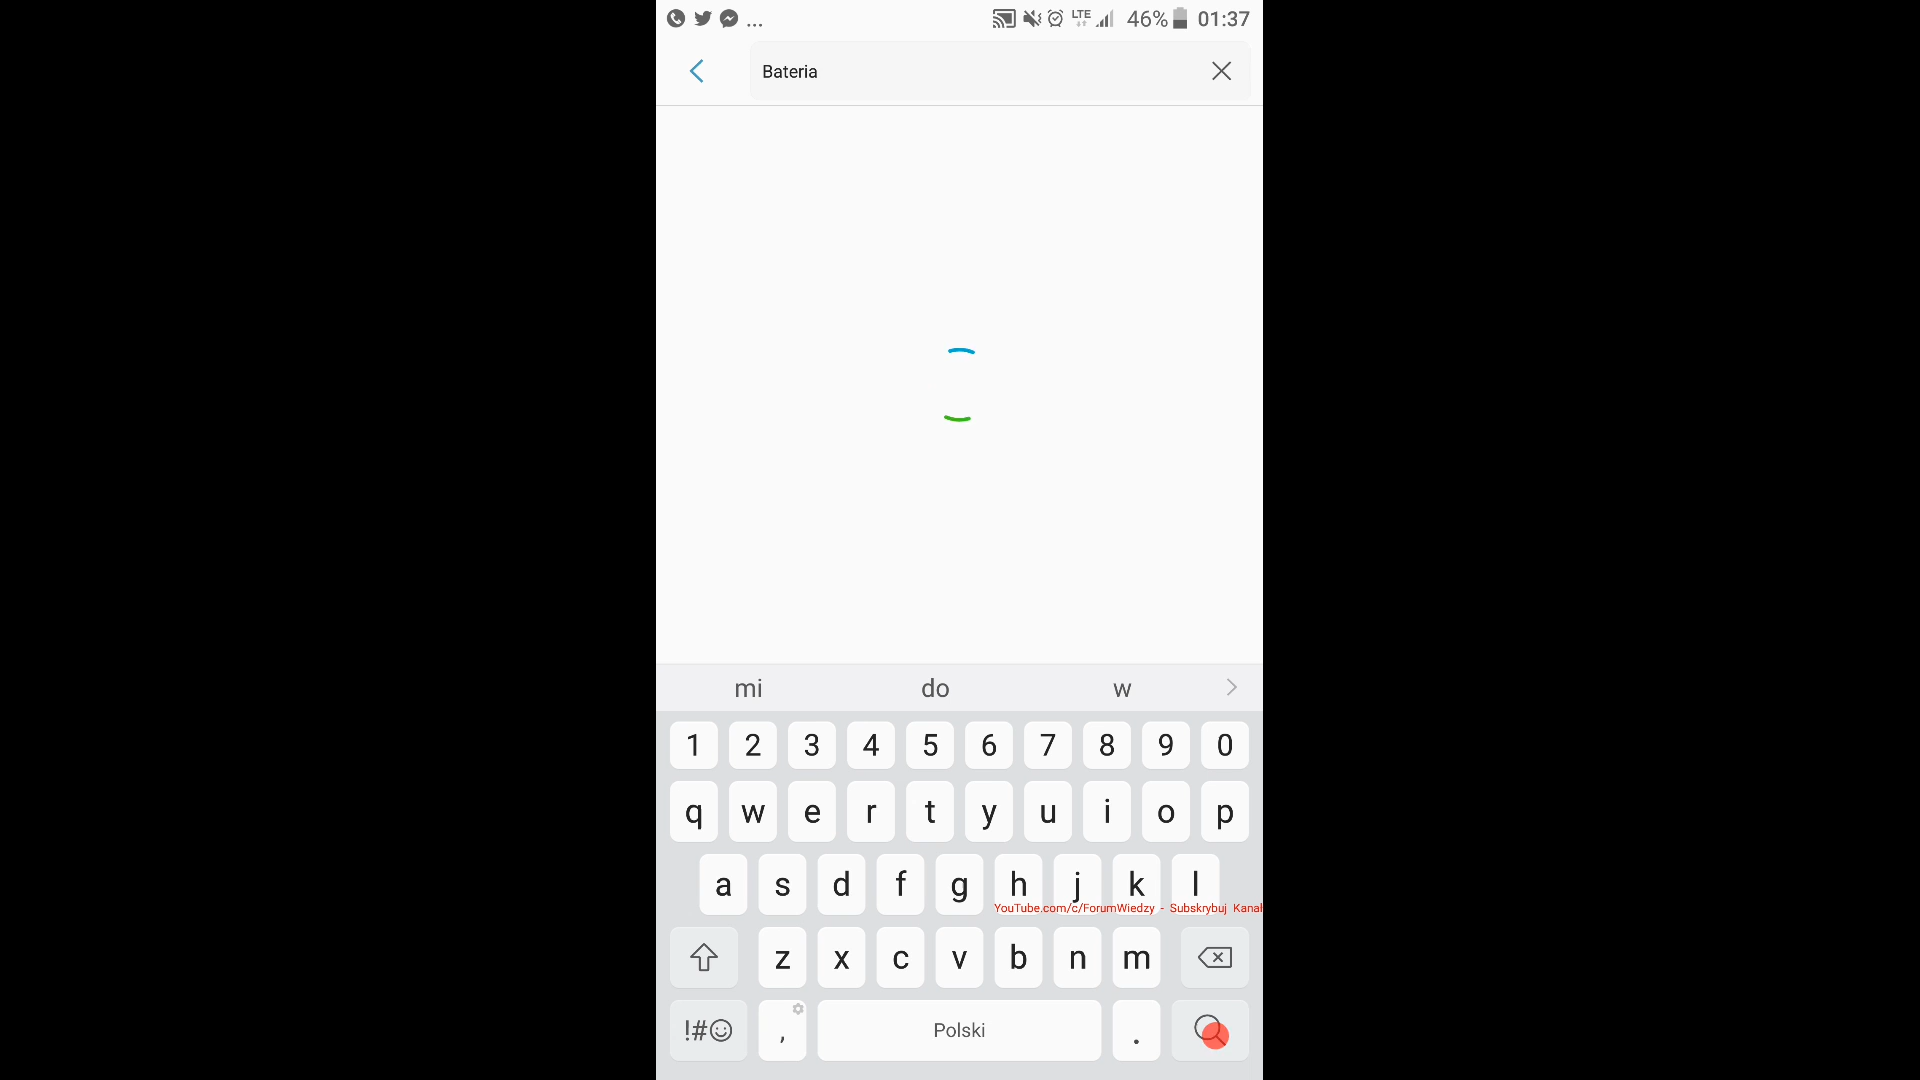 ... LTE 46% 01:37
Bateria
mi do w
1 2 3 4 5 6 7 8 9 0
q w e r t y u i o p
a s d f g h j k l
YouTube.com/c/ForumWiedzy - Subskrybuj Kanał
z x c v b n m
!#☺ , Polski .